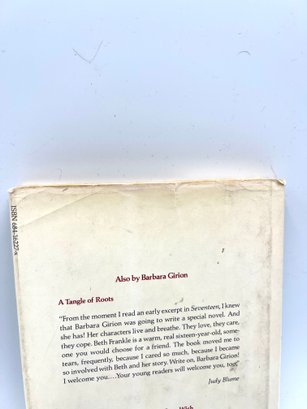 ISBN 684-16227-x
Also by Barbara Girion
A Tangle of Roots
"From the moment I read an early excerpt in Seventeen, I knew
that Barbara Girion was going to write a special novel. And
she has! Her characters live and breathe. They love, they care,
they cope. Beth Frankle is a warm, real sixteen-year-old, some-
one you would choose for a friend. The book moved me to
tears, frequently, because I cared so much, because I became
so involved with Beth and her story. Write on, Barbara Girion!
I welcome you....Your young readers will welcome you, too."
Judy Blume